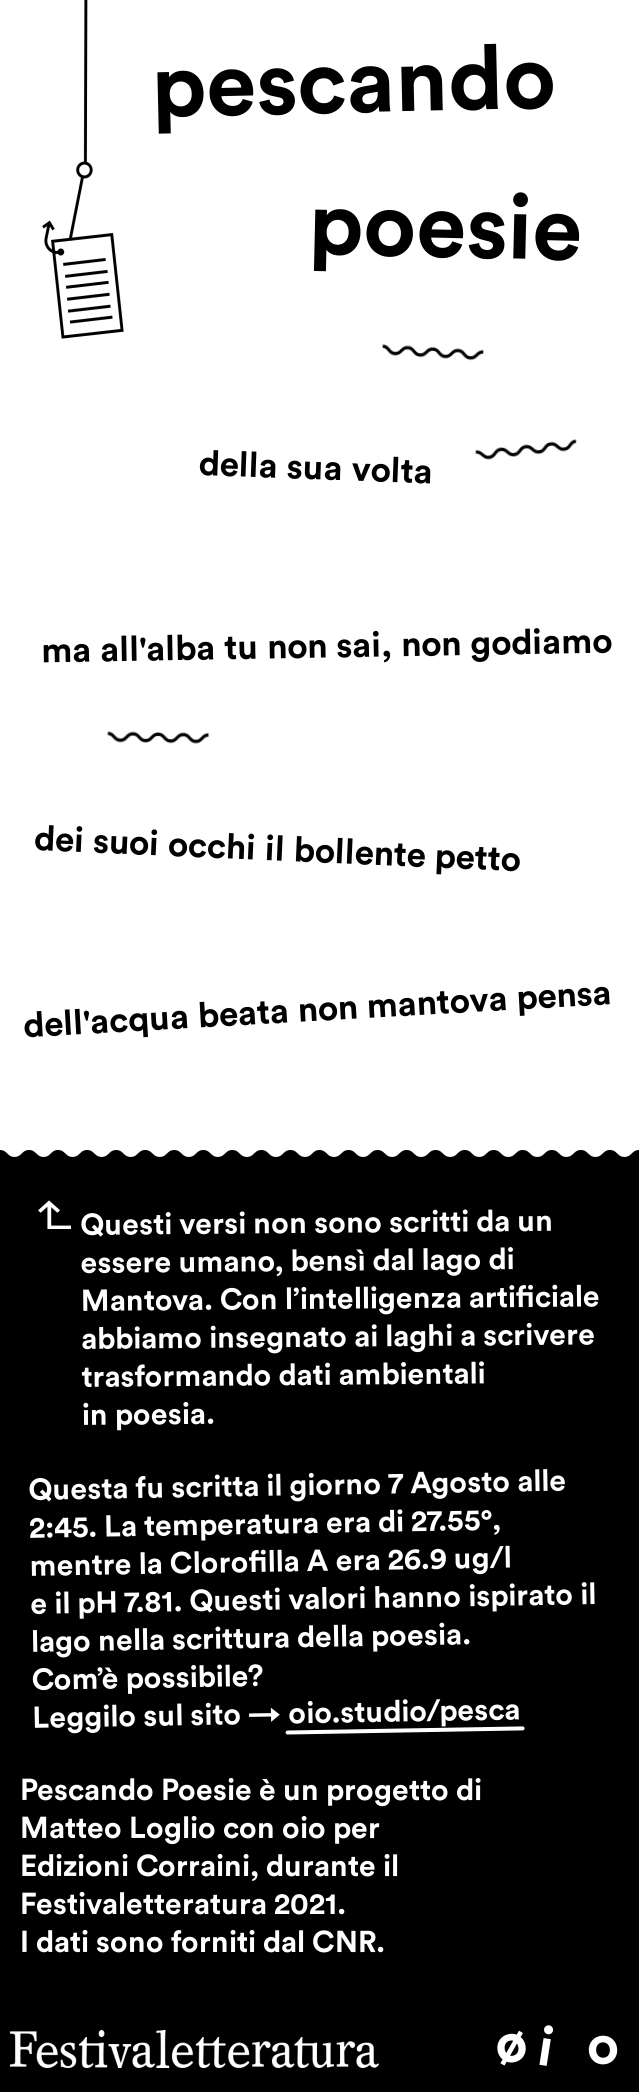 pescando
poesie
della sua volta
ma all'alba tu non sai, non godiamo
dei suoi occhi il bollente petto
dell'acqua beata non mantova pensa
Questi versi non sono scritti da un
essere umano, bensì dal lago di
Mantova. Con l’intelligenza artificiale
abbiamo insegnato ai laghi a scrivere
trasformando dati ambientali
in poesia.
Questa fu scritta il giorno 7 Agosto alle
2:45. La temperatura era di 27.55°,
mentre la Clorofilla A era 26.9 ug/l
e il pH 7.81. Questi valori hanno ispirato il
lago nella scrittura della poesia.
Com’è possibile?
Leggilo sul sito → oio.studio/pesca
Pescando Poesie è un progetto di
Matteo Loglio con oio per
Edizioni Corraini, durante il
Festivaletteratura 2021.
I dati sono forniti dal CNR.
Festivaletteratura øi o